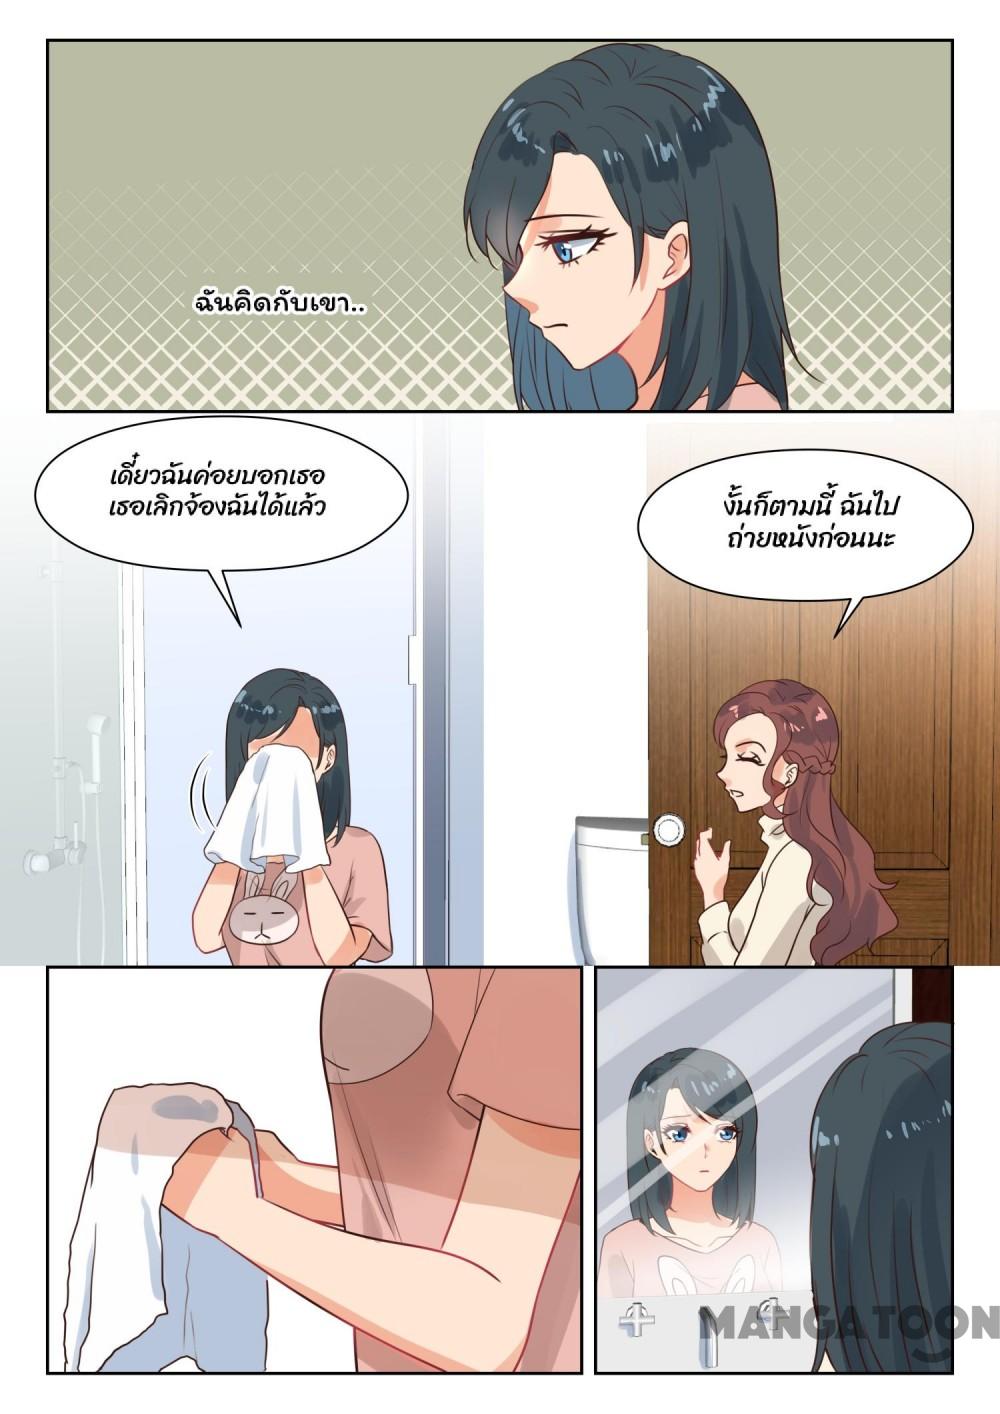 ฉันคิดกับเขา..
เดี๋ยวฉันค่อยบอกเธอ
เธอเลิกจ้องฉันได้แล้ว
งั้นก็ตามนี้ ฉันไป
ถ่ายหนังก่อนนะ
MANGATOON